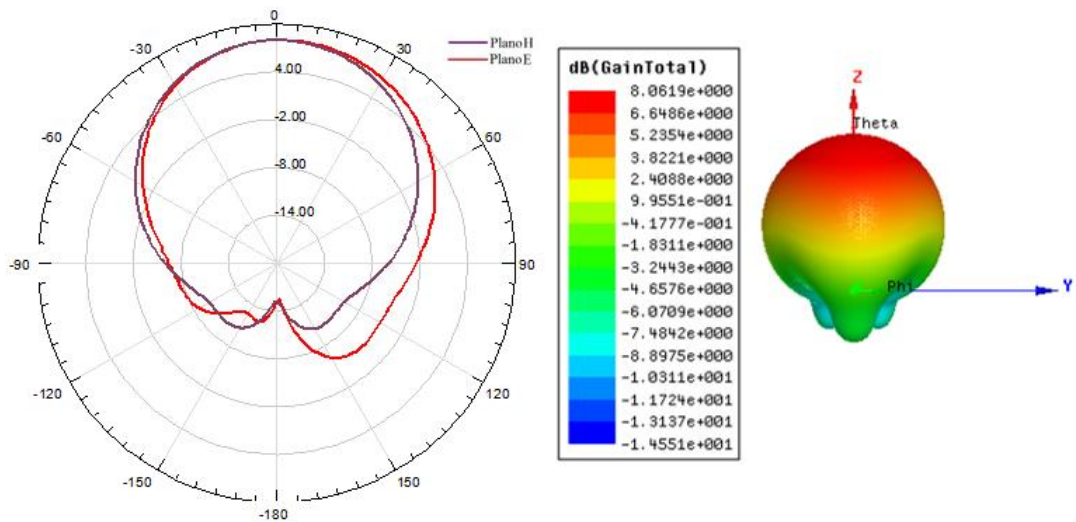 0
PlanoH
PlanoE
-30
30
4.00
-60
60
-2.00
-8.00
-14.00
-90
90
-120
120
-150
150
-180
dB(GainTotal)
8.0619e+000
6.6486e+000
5.2354e+000
3.8221e+000
2.4088e+000
9.9551e-001
-4.1777e-001
-1.8311e+000
-3.2443e+000
-4.6576e+000
-6.0709e+000
-7.4842e+000
-8.8975e+000
-1.0311e+001
-1.1724e+001
-1.3137e+001
-1.4551e+001
Z
Theta
Phi
Y